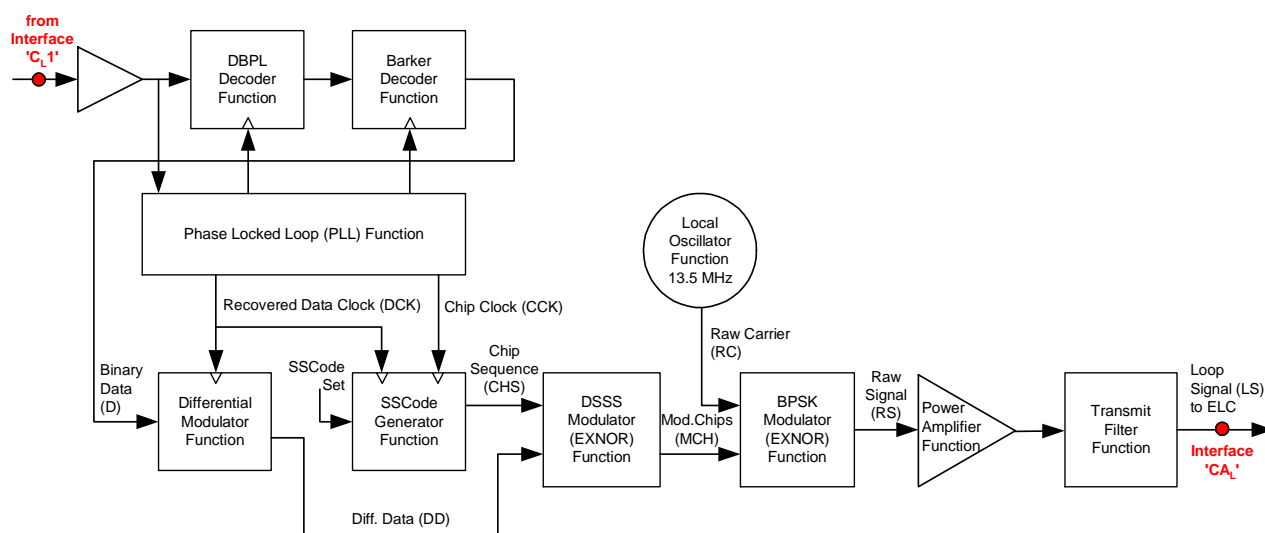 from
Interface
'CL1'
DBPL
Decoder
Function
Barker
Decoder
Function
Phase Locked Loop (PLL) Function
Local
Oscillator
Function
13.5 MHz
Recovered Data Clock (DCK)
Chip Clock (CCK)
Raw Carrier
(RC)
Binary
Data
(D)
Differential
Modulator
Function
SSCode
Set
SSCode
Generator
Function
Chip
Sequence
(CHS)
DSSS
Modulator
(EXNOR)
Function
Mod.Chips
(MCH)
BPSK
Modulator
(EXNOR)
Function
Raw
Signal
(RS)
Power
Amplifier
Function
Transmit
Filter
Function
Loop
Signal (LS)
to ELC
Interface
'CAL'
Diff. Data (DD)